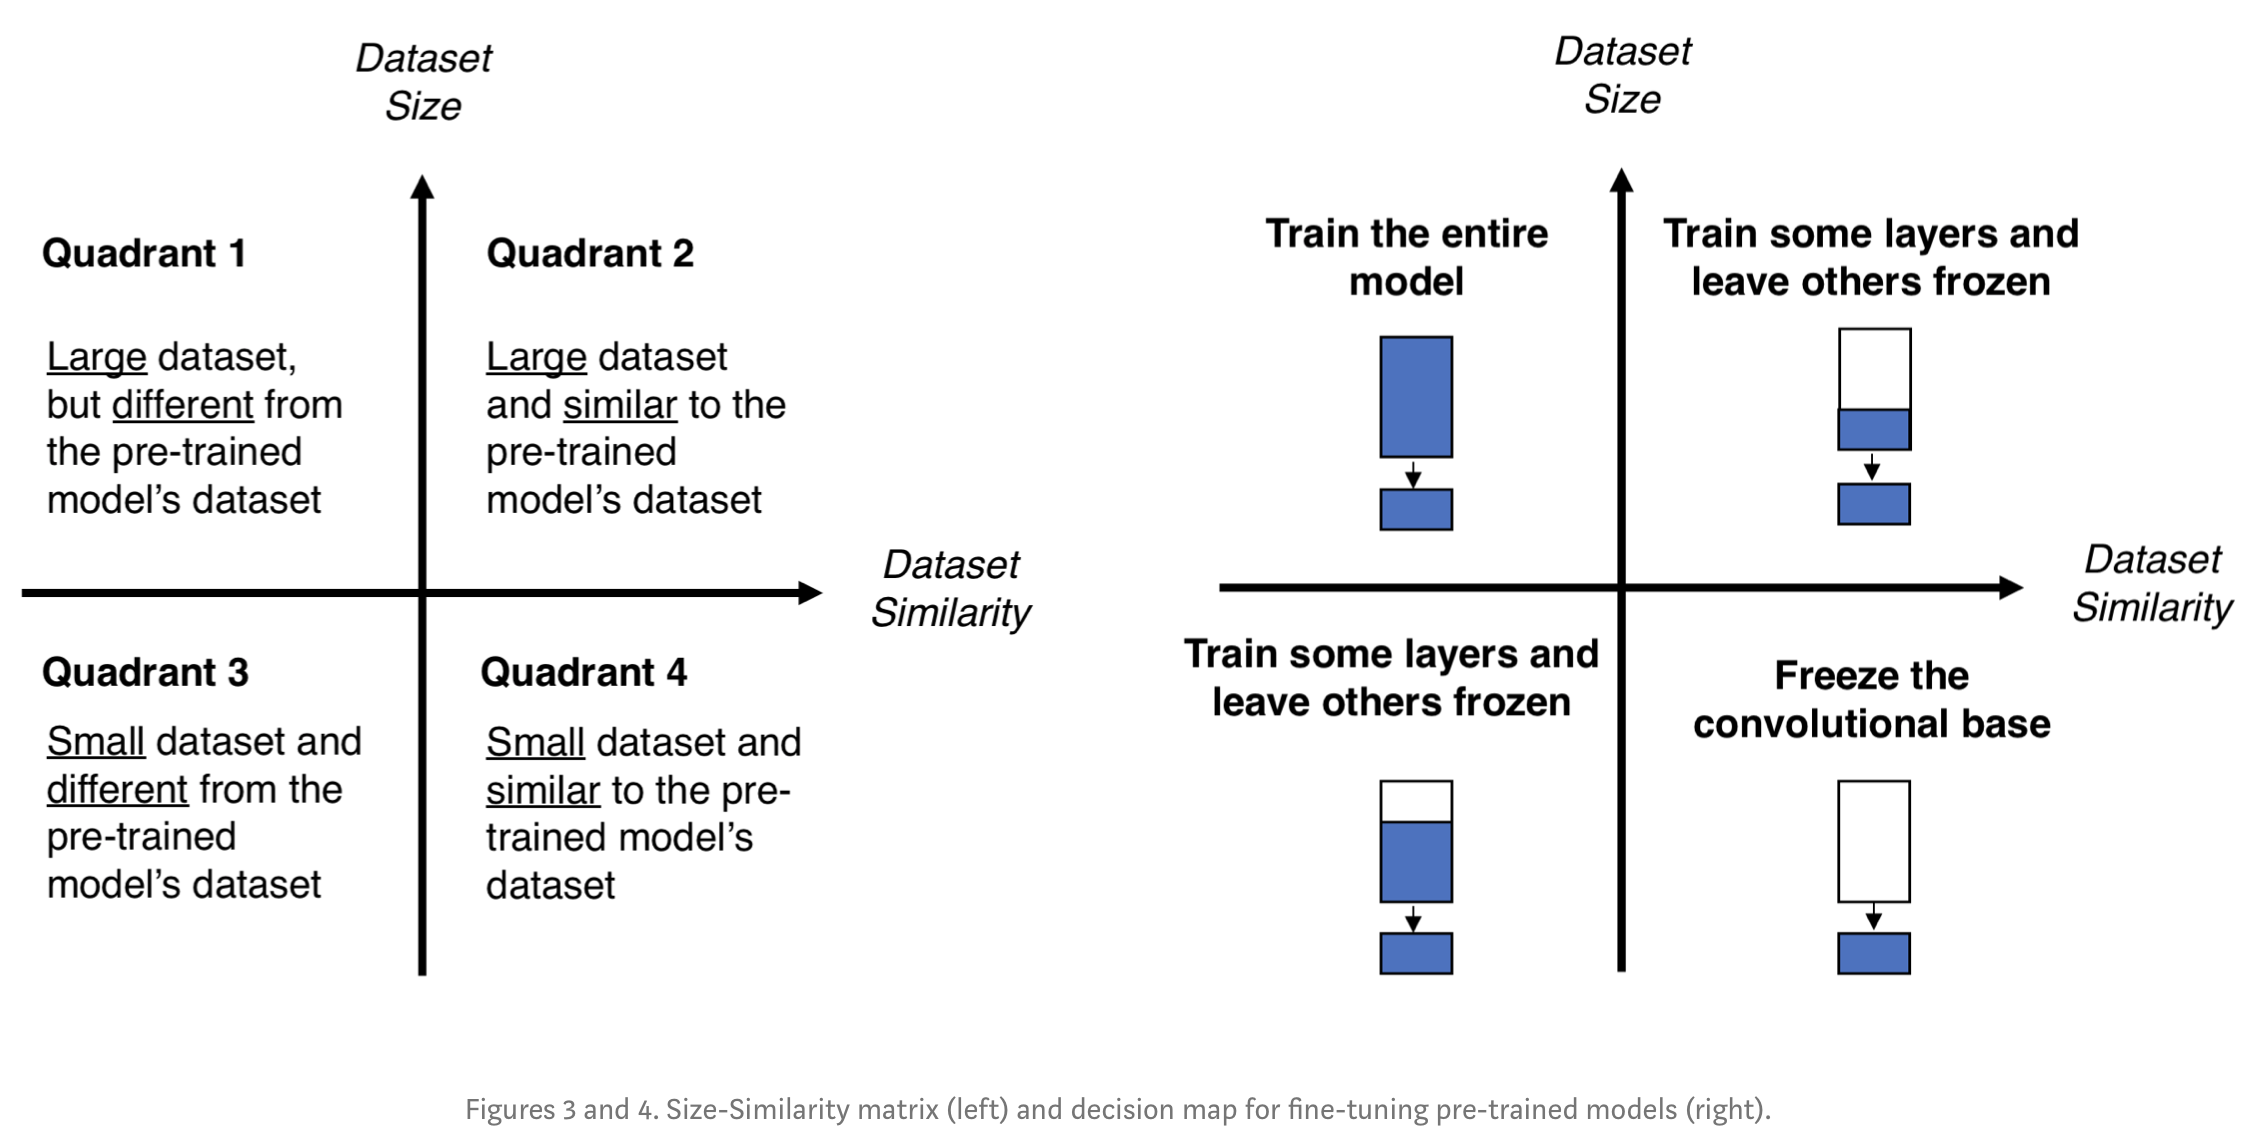 Dataset
Size
Quadrant 1
Large dataset,
but different from
the pre-trained
model's dataset
Quadrant 2
Large dataset
and similar to the
pre-trained
model's dataset
Dataset
Similarity
Quadrant 3
Small dataset and
different from the
pre-trained
model's dataset
Quadrant 4
Small dataset and
similar to the pre-
trained model's
dataset
Dataset
Size
Train the entire
model
Train some layers and
leave others frozen
Dataset
Similarity
Train some layers and
leave others frozen
Freeze the
convolutional base
Figures 3 and 4. Size-Similarity matrix (left) and decision map for fine-tuning pre-trained models (right).